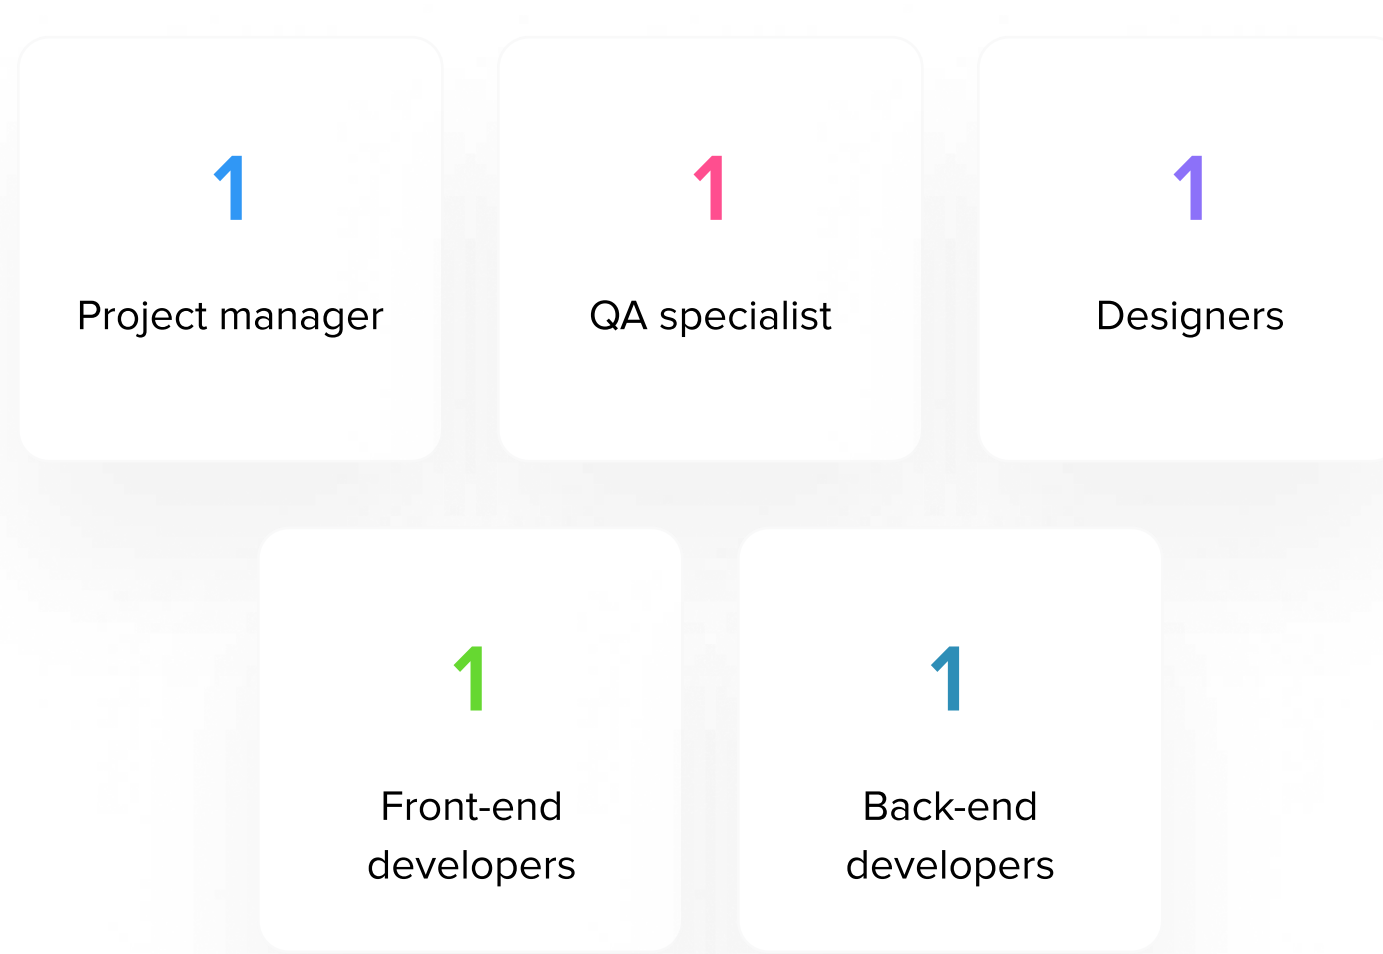 1
Project manager
1
QA specialist
1
Designers
1
Front-end
developers
1
Back-end
developers